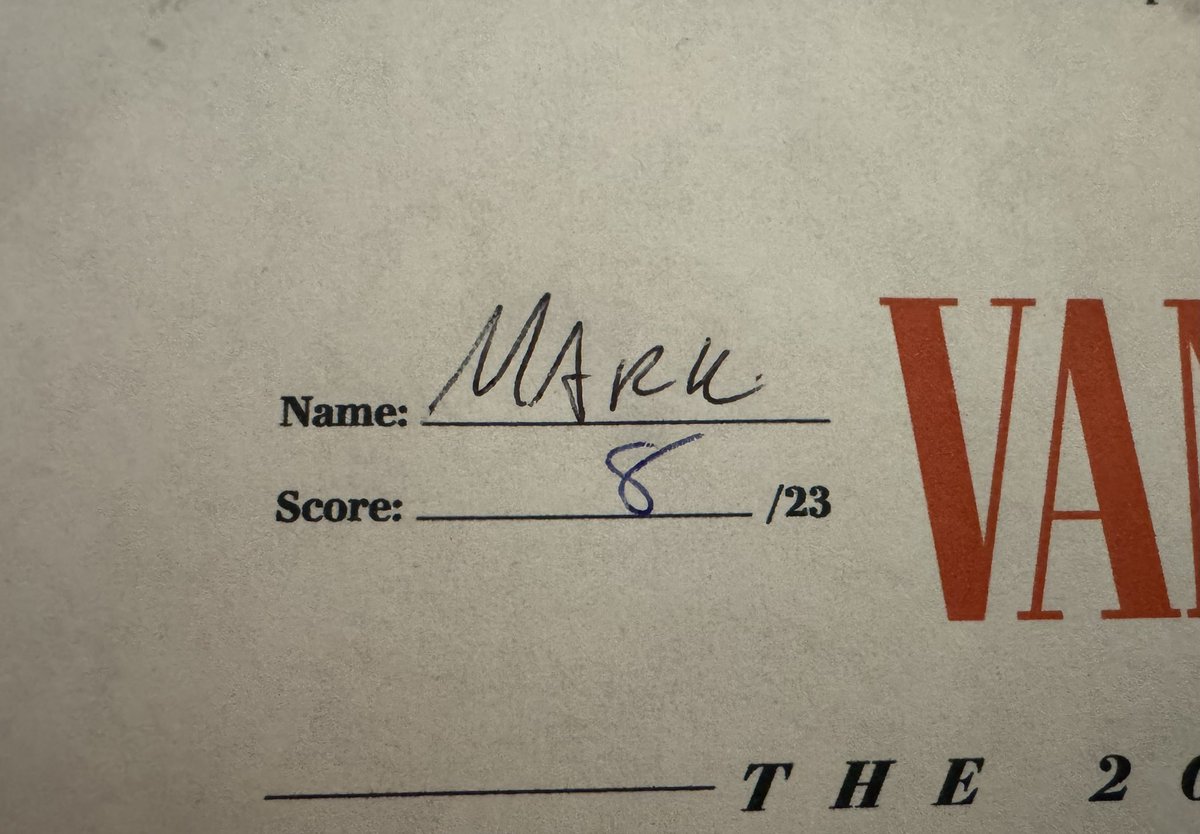 Name: MARK
Score: 8 /23
VAN
THE 20